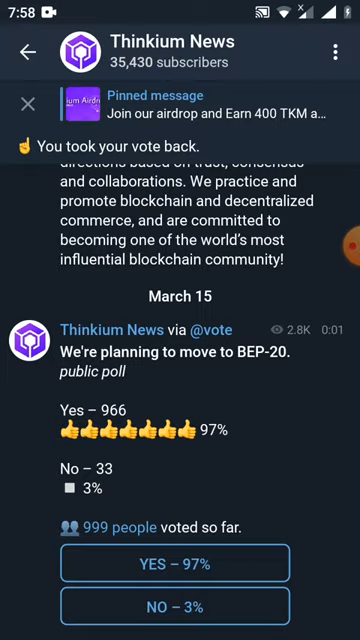 7:58
Thinkium News
35,430 subscribers
Pinned message
Join our airdrop and Earn 400 TKM a...
☝You took your vote back.
directions based on trust, consensus
and collaborations. We practice and
promote blockchain and decentralized
commerce, and are committed to
becoming one of the world's most
influential blockchain community!
March 15
Thinkium News via @vote 2.8K 0:01
We're planning to move to BEP-20.
public poll
Yes – 966
👍👍👍👍👍👍👍 97%
No – 33
▫️ 3%
👥 999 people voted so far.
YES – 97%
NO – 3%